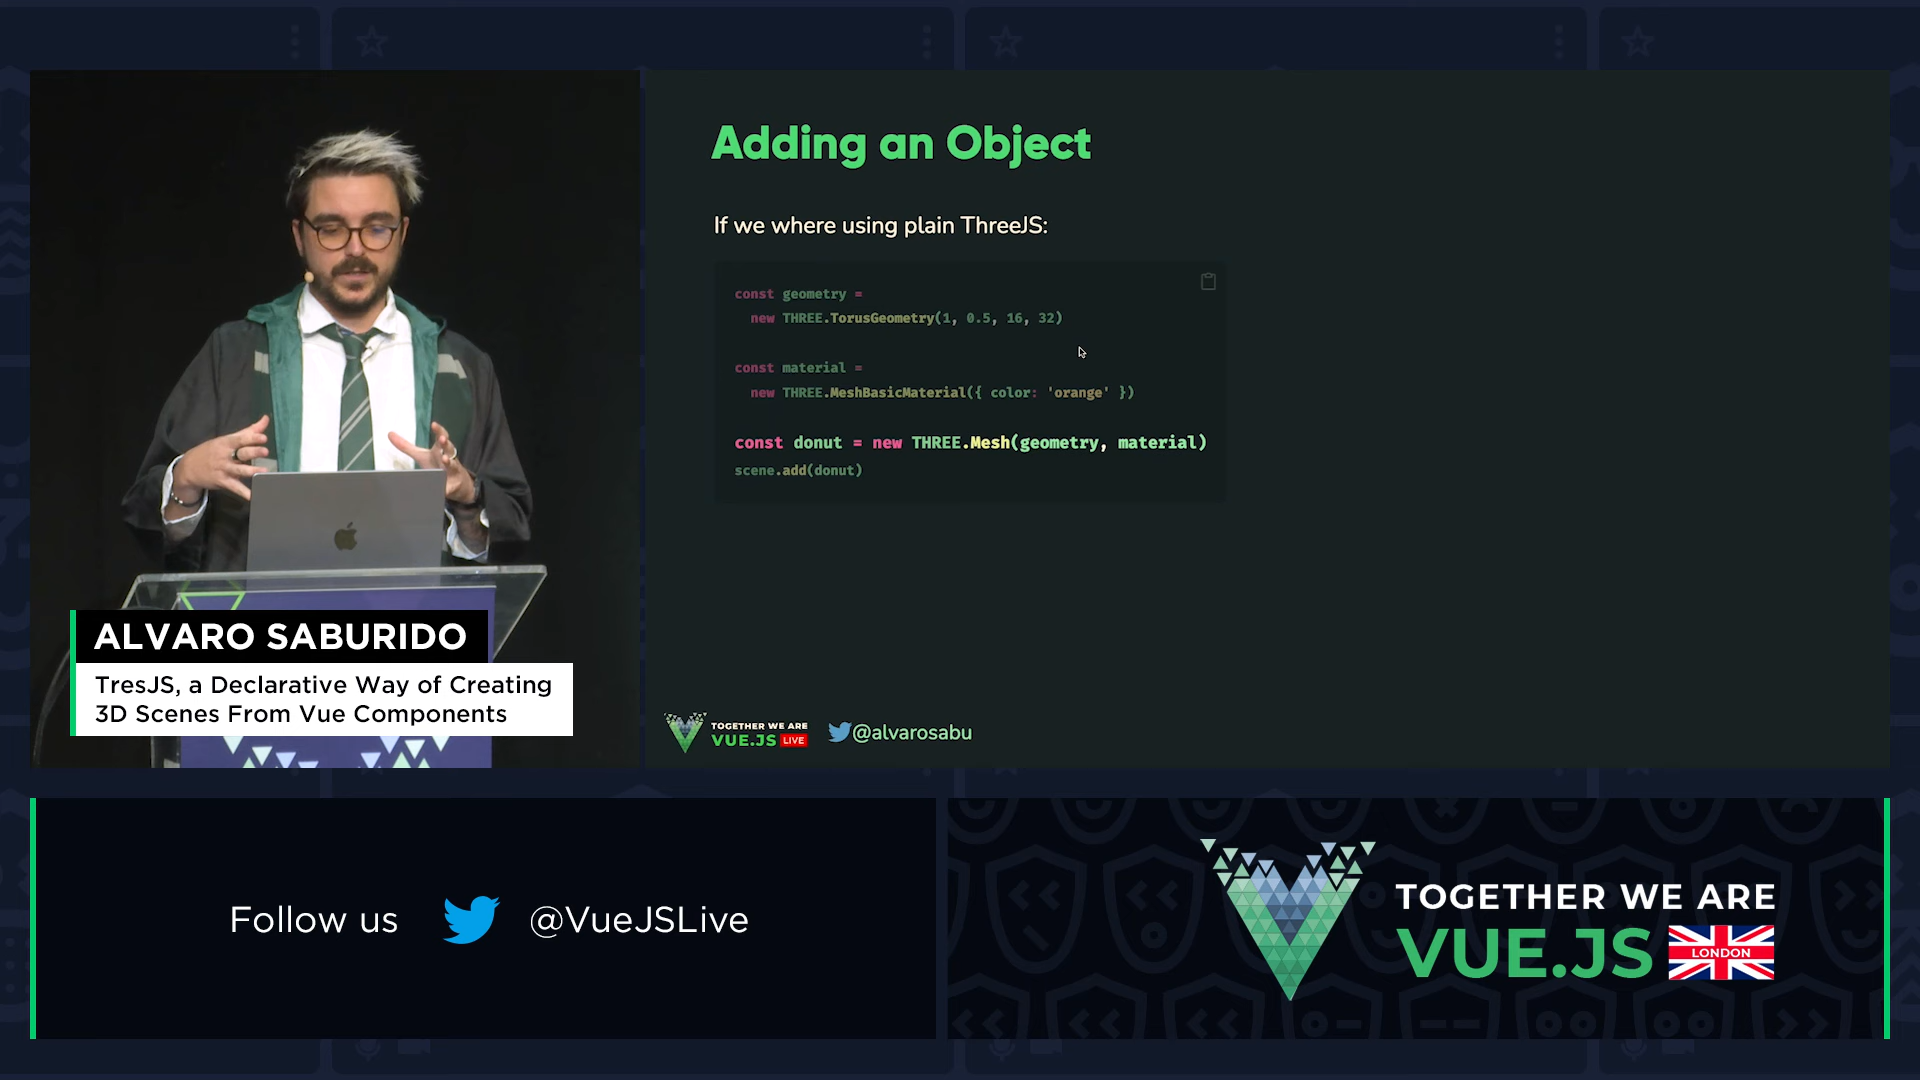 Adding an Object
If we where using plain ThreeJS:
const geometry =
new THREE.TorusGeometry(1, 0.5, 16, 32)
const material =
new THREE.MeshBasicMaterial({ color: 'orange' })
const donut = new THREE.Mesh(geometry, material)
scene.add(donut)
ALVARO SABURIDO
TresJS, a Declarative Way of Creating
3D Scenes From Vue Components
TOGETHER WE ARE
VUE.JS LIVE
@alvarosabu
Follow us @VueJSLive
TOGETHER WE ARE
VUE.JS LONDON